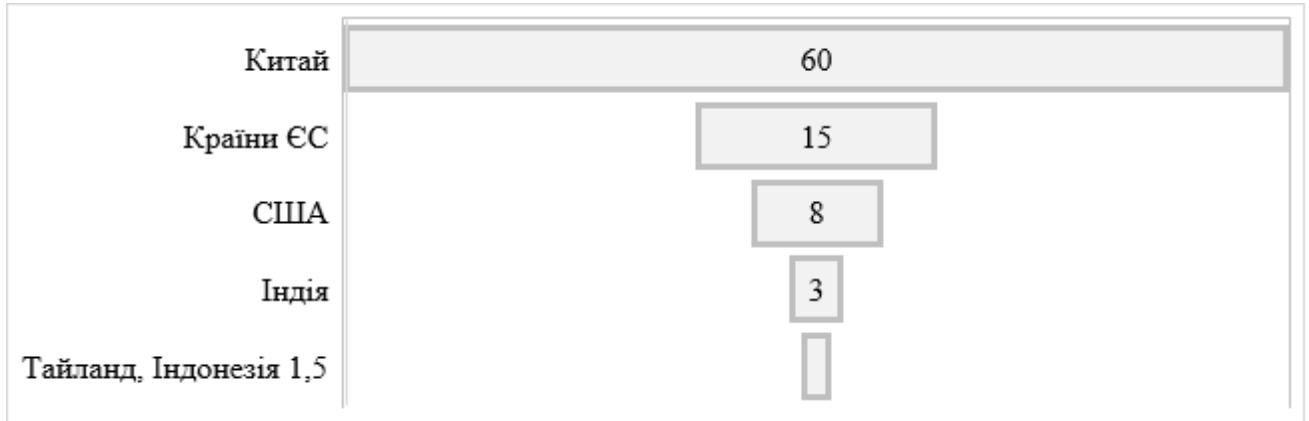 Китай 60
Країни ЄС 15
США 8
Індія 3
Тайланд, Індонезія 1,5